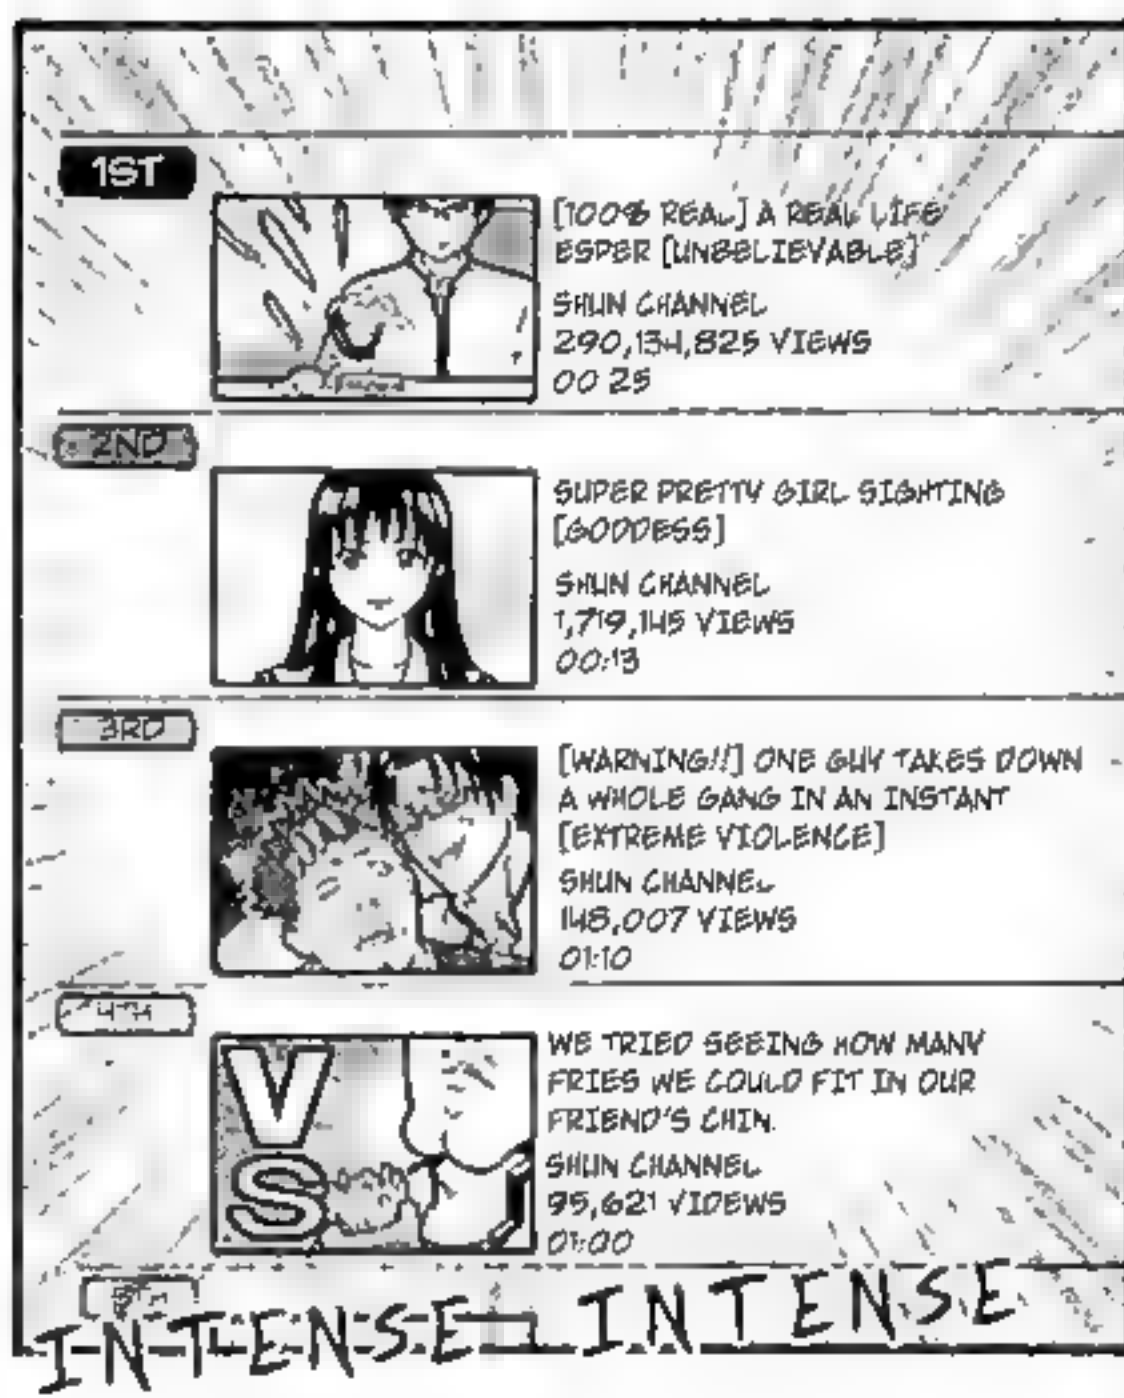 1ST
[100% REAL] A REAL LIFE
ESPER [UNBELIEVABLE]
SHUN CHANNEL
290,134,825 VIEWS
00 25
2ND
SUPER PRETTY GIRL SIGHTING
[GODDESS]
SHUN CHANNEL
1,719,145 VIEWS
00:13
3RD
[WARNING!!] ONE GUY TAKES DOWN
A WHOLE GANG IN AN INSTANT
[EXTREME VIOLENCE]
SHUN CHANNEL
148,007 VIEWS
01:10
4TH
VS
WE TRIED SEEING HOW MANY
FRIES WE COULD FIT IN OUR
FRIEND'S CHIN.
SHUN CHANNEL
95,621 VIDEWS
01:00
5TH
INTENSE INTENSE